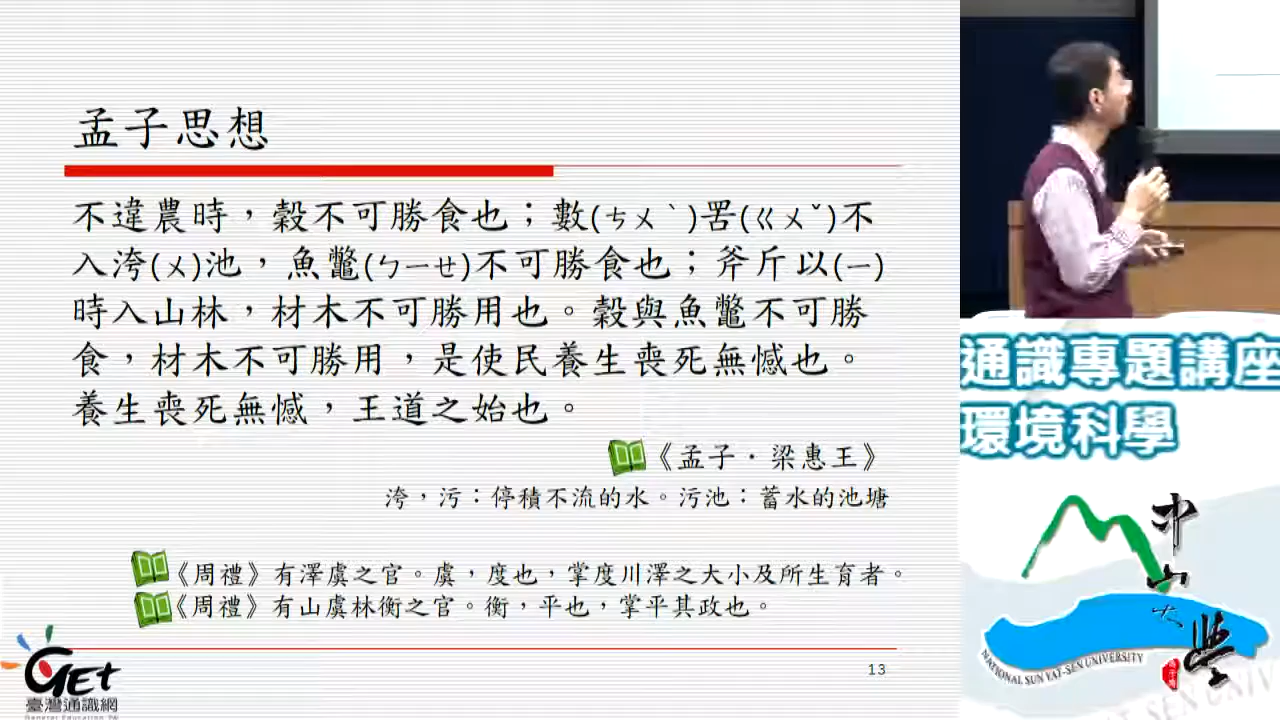 孟子思想
不違農時，穀不可勝食也；數(ㄘㄨˋ)罟(ㄍㄨˇ)不
入洿(ㄨ)池，魚鼈(ㄅㄧㄝ)不可勝食也；斧斤以(ㄧ)
時入山林，材木不可勝用也。穀與魚鼈不可勝
食，材木不可勝用，是使民養生喪死無憾也。
養生喪死無憾，王道之始也。
《孟子．梁惠王》
洿，污：停積不流的水。污池：蓄水的池塘
《周禮》有澤虞之官。虞，度也，掌度川澤之大小及所生育者。
《周禮》有山虞林衡之官。衡，平也，掌平其政也。
13
GET
臺灣通識網
通識專題講座
環境科學
中山大學
NATIONAL SUN YAT-SEN UNIVERSITY
YAT-SEN UNIV